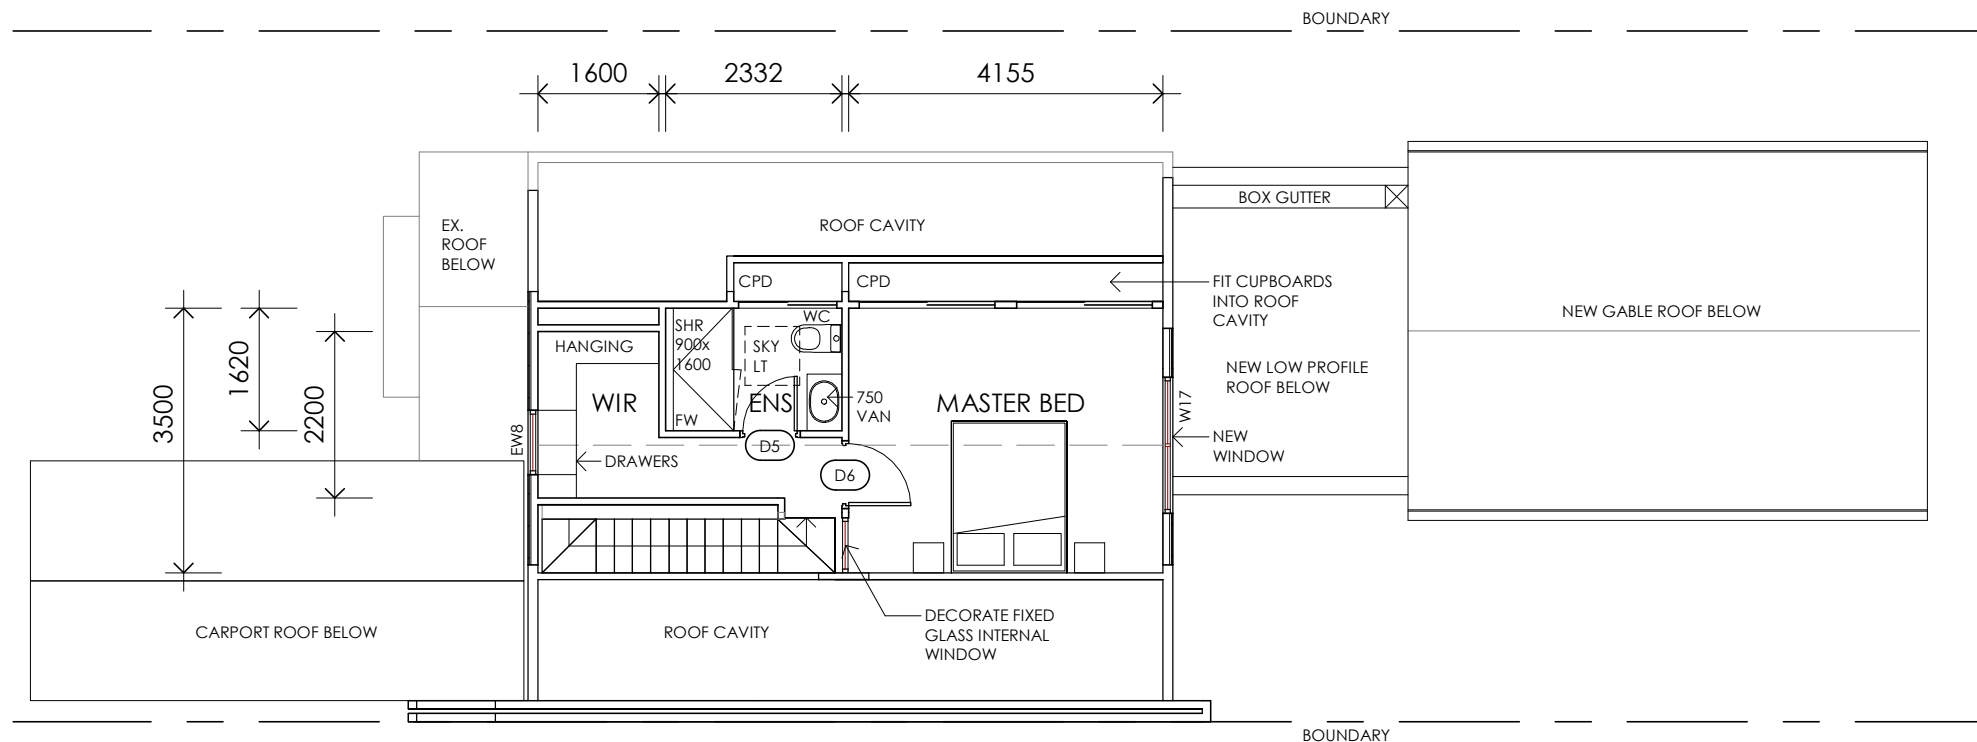 BOUNDARY
1600
2332
4155
BOX GUTTER
EX.
ROOF
BELOW
ROOF CAVITY
CPD
CPD
FIT CUPBOARDS
INTO ROOF
CAVITY
NEW GABLE ROOF BELOW
WC
SHR
900x
1600
SKY
LT
HANGING
3500
1620
2200
NEW LOW PROFILE
ROOF BELOW
WIR
ENS
750
VAN
MASTER BED
W17
FW
EW8
D5
NEW
WINDOW
DRAWERS
D6
DECORATE FIXED
GLASS INTERNAL
WINDOW
CARPORT ROOF BELOW
ROOF CAVITY
BOUNDARY